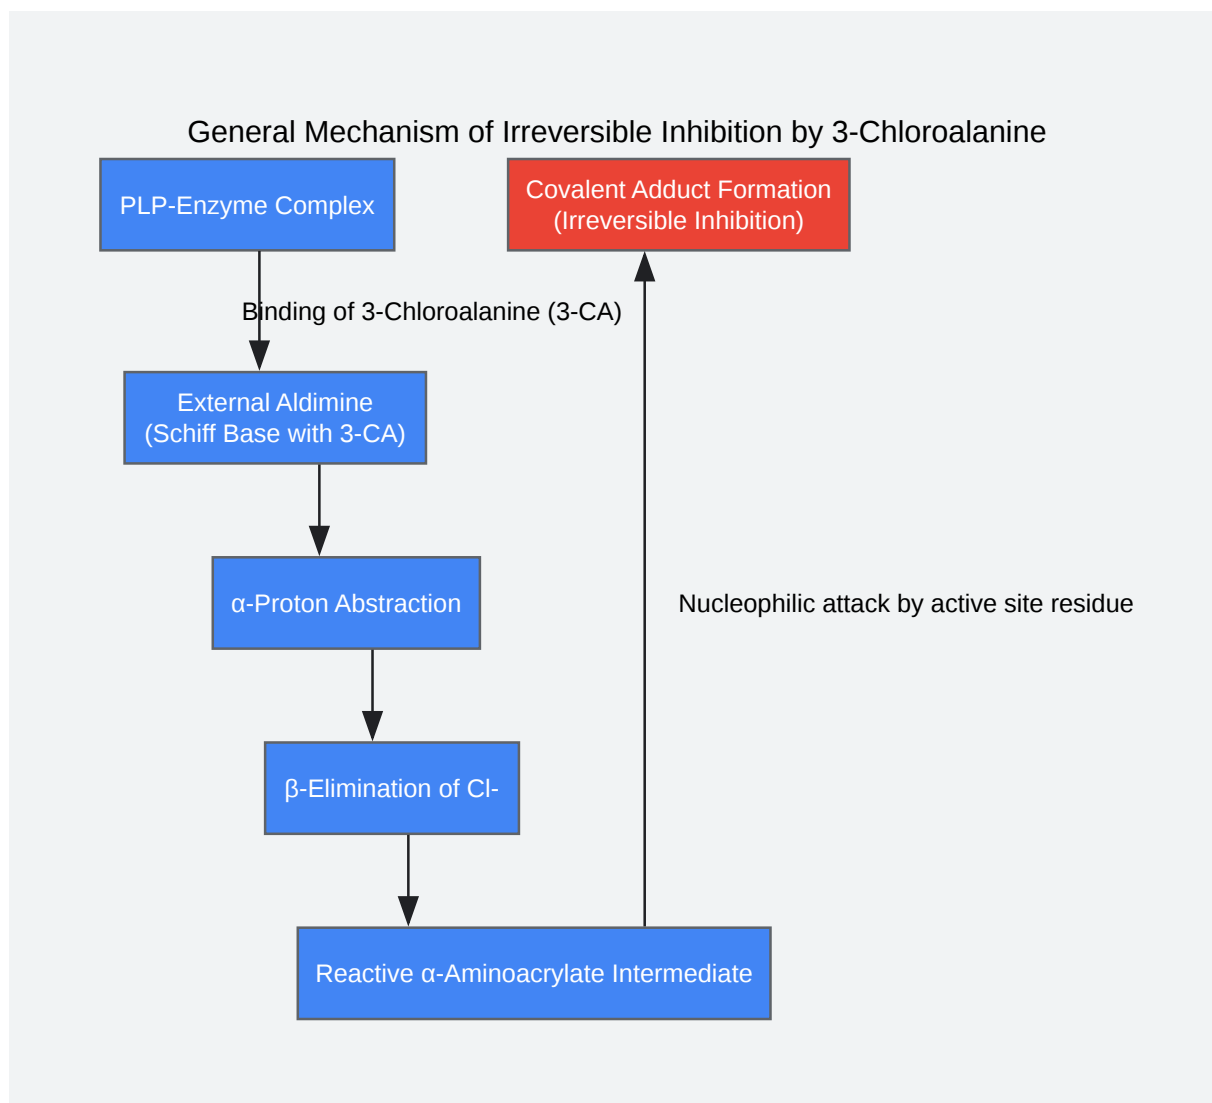 General Mechanism of Irreversible Inhibition by 3-Chloroalanine
PLP-Enzyme Complex
Covalent Adduct Formation
(Irreversible Inhibition)
Binding of 3-Chloroalanine (3-CA)
External Aldimine
(Schiff Base with 3-CA)
α-Proton Abstraction
Nucleophilic attack by active site residue
β-Elimination of Cl-
Reactive α-Aminoacrylate Intermediate